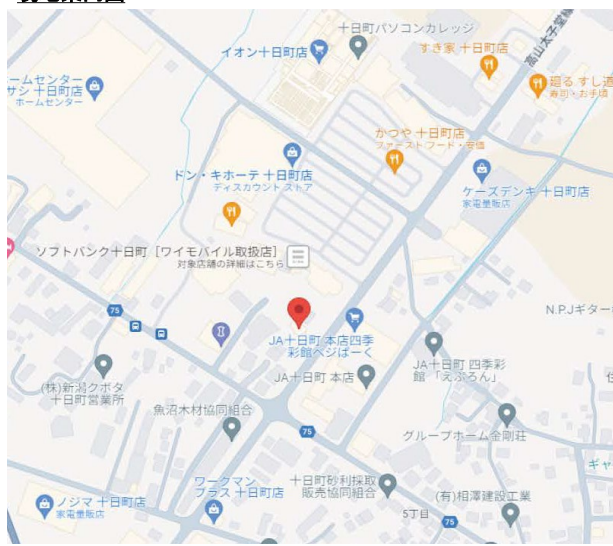 十日町パソコンカレッジ
イオン十日町店
すき家 十日町店
高山太子堂線
ームセンター
サシ 十日町店
ホームセンター
廻る すし道
寿司・お手頃
かつや 十日町店
ファースト フード・安価
ドン・キホーテ 十日町店
ディスカウント ストア
ケーズデンキ 十日町店
家電量販店
ソフトバンク十日町［ワイモバイル取扱店］
対象店舗の詳細はこちら
75
N.P.Jギター
JA十日町 本店四季
彩館ベジぱーく
JA十日町 四季彩
館 「えぷろん」
JA十日町 本店
(株)新潟クボタ
十日町営業所
魚沼木材協同組合
75
グループホーム金剛荘
ギャ
ワークマン
プラス 十日町店
十日町砂利採取
販売協同組合
(有)相澤建設工業
ノジマ 十日町店
家電量販店
5丁目
75